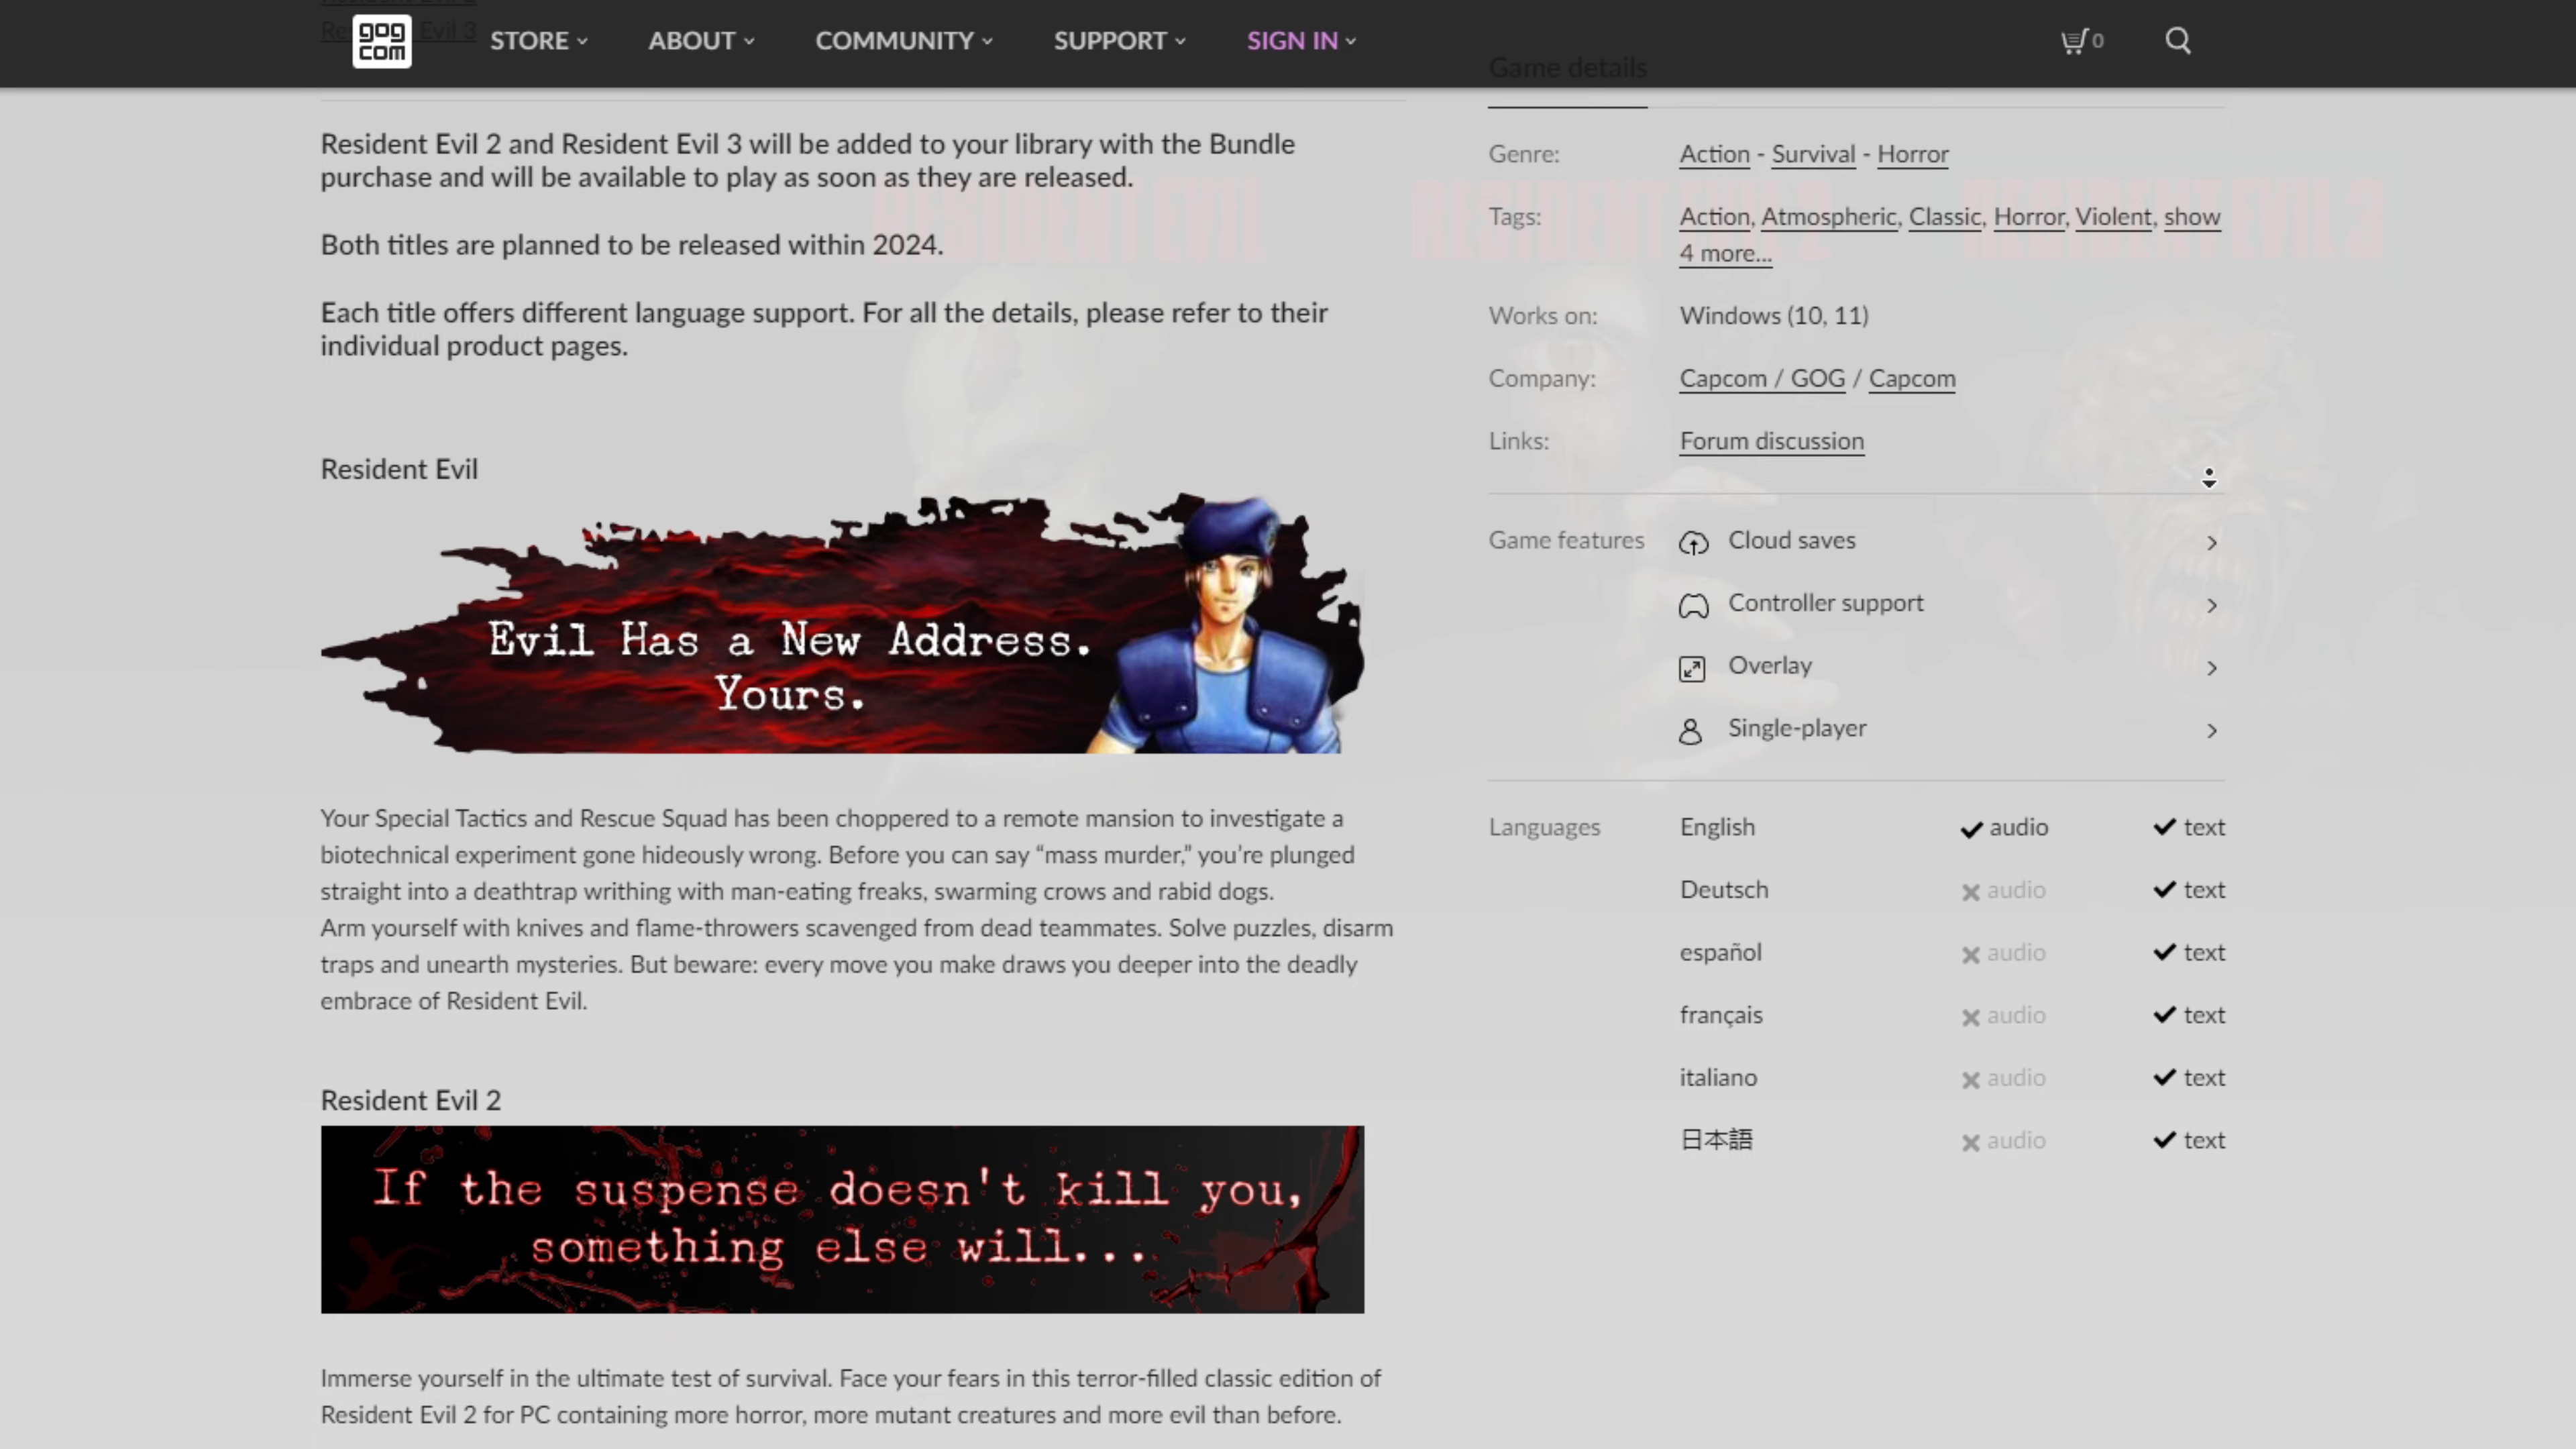 Resident Evil 3
gog
com
STORE
ABOUT
COMMUNITY
SUPPORT
SIGN IN
0
Resident Evil 2 and Resident Evil 3 will be added to your library with the Bundle
purchase and will be available to play as soon as they are released.
Both titles are planned to be released within 2024.
Each title offers different language support. For all the details, please refer to their
individual product pages.
Resident Evil
Evil Has a New Address.
Yours.
Your Special Tactics and Rescue Squad has been choppered to a remote mansion to investigate a
biotechnical experiment gone hideously wrong. Before you can say “mass murder,” you’re plunged
straight into a deathtrap writhing with man-eating freaks, swarming crows and rabid dogs.
Arm yourself with knives and flame-throwers scavenged from dead teammates. Solve puzzles, disarm
traps and unearth mysteries. But beware: every move you make draws you deeper into the deadly
embrace of Resident Evil.
Resident Evil 2
If the suspense doesn't kill you,
something else will...
Immerse yourself in the ultimate test of survival. Face your fears in this terror-filled classic edition of
Resident Evil 2 for PC containing more horror, more mutant creatures and more evil than before.
Game details
Genre: Action - Survival - Horror
Tags: Action, Atmospheric, Classic, Horror, Violent, show
4 more...
Works on: Windows (10, 11)
Company: Capcom / GOG / Capcom
Links: Forum discussion
Game features Cloud saves
Controller support
Overlay
Single-player
Languages English audio text
Deutsch audio text
español audio text
français audio text
italiano audio text
日本語 audio text
RESIDENT EVIL
RESIDENT EVIL 2
RESIDENT EVIL 3